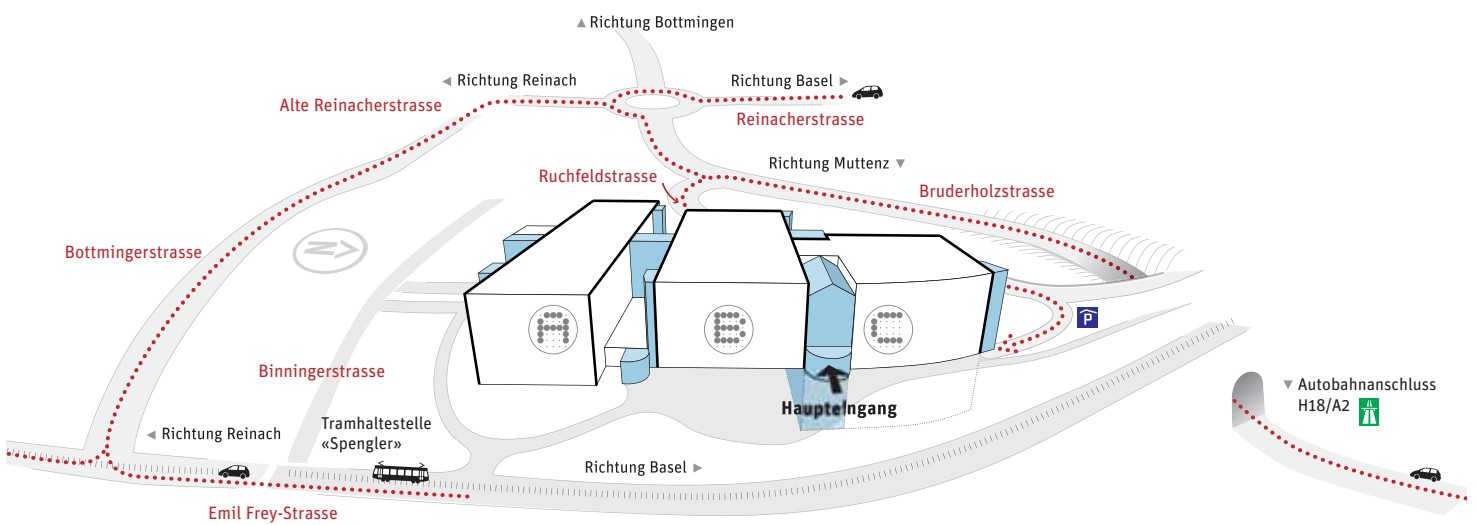 ▲ Richtung Bottmingen
◄ Richtung Reinach
Richtung Basel ►
Alte Reinacherstrasse
Reinacherstrasse
Richtung Muttenz ▼
Ruchfeldstrasse
Bruderholzstrasse
Bottmingerstrasse
N
A
B
C
P
Binningerstrasse
Haupteingang
▼ Autobahnanschluss
H18/A2
Tramhaltestelle
«Spengler»
◄ Richtung Reinach
Richtung Basel ►
Emil Frey-Strasse